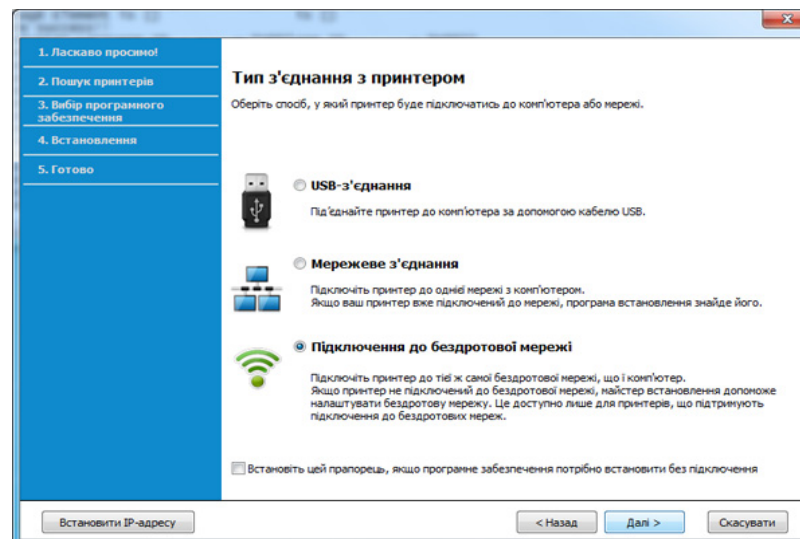 1. Ласкаво просимо!
2. Пошук принтерів
3. Вибір програмного
забезпечення
4. Встановлення
5. Готово
Тип з'єднання з принтером
Оберіть спосіб, у який принтер буде підключатись до комп'ютера або мережі.
USB-з'єднання
Під'єднайте принтер до комп'ютера за допомогою кабелю USB.
Мережеве з'єднання
Підключіть принтер до однієї мережі з комп'ютером.
Якщо ваш принтер вже підключений до мережі, програма встановлення знайде його.
Підключення до бездротової мережі
Підключіть принтер до тієї ж самої бездротової мережі, що і комп'ютер.
Якщо принтер не підключений до бездротової мережі, майстер встановлення допоможе
налаштувати бездротову мережу. Це доступно лише для принтерів, що підтримують
підключення до бездротових мереж.
Встановіть цей прапорець, якщо програмне забезпечення потрібно встановити без підключення
Встановити IP-адресу
< Назад
Далі >
Скасувати